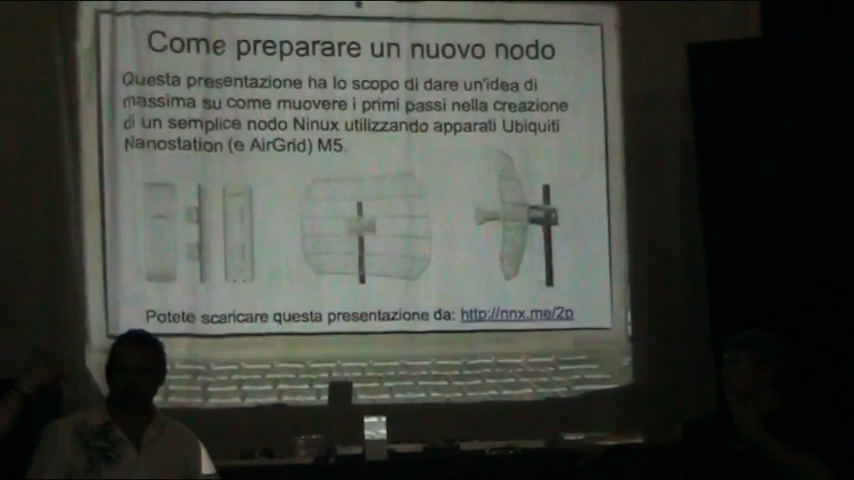 Come preparare un nuovo nodo
Questa presentazione ha lo scopo di dare un'idea di
massima su come muovere i primi passi nella creazione
di un semplice nodo Ninux utilizzando apparati Ubiquiti
Nanostation (e AirGrid) M5.
Potete scaricare questa presentazione da: http://nnx.me/2p